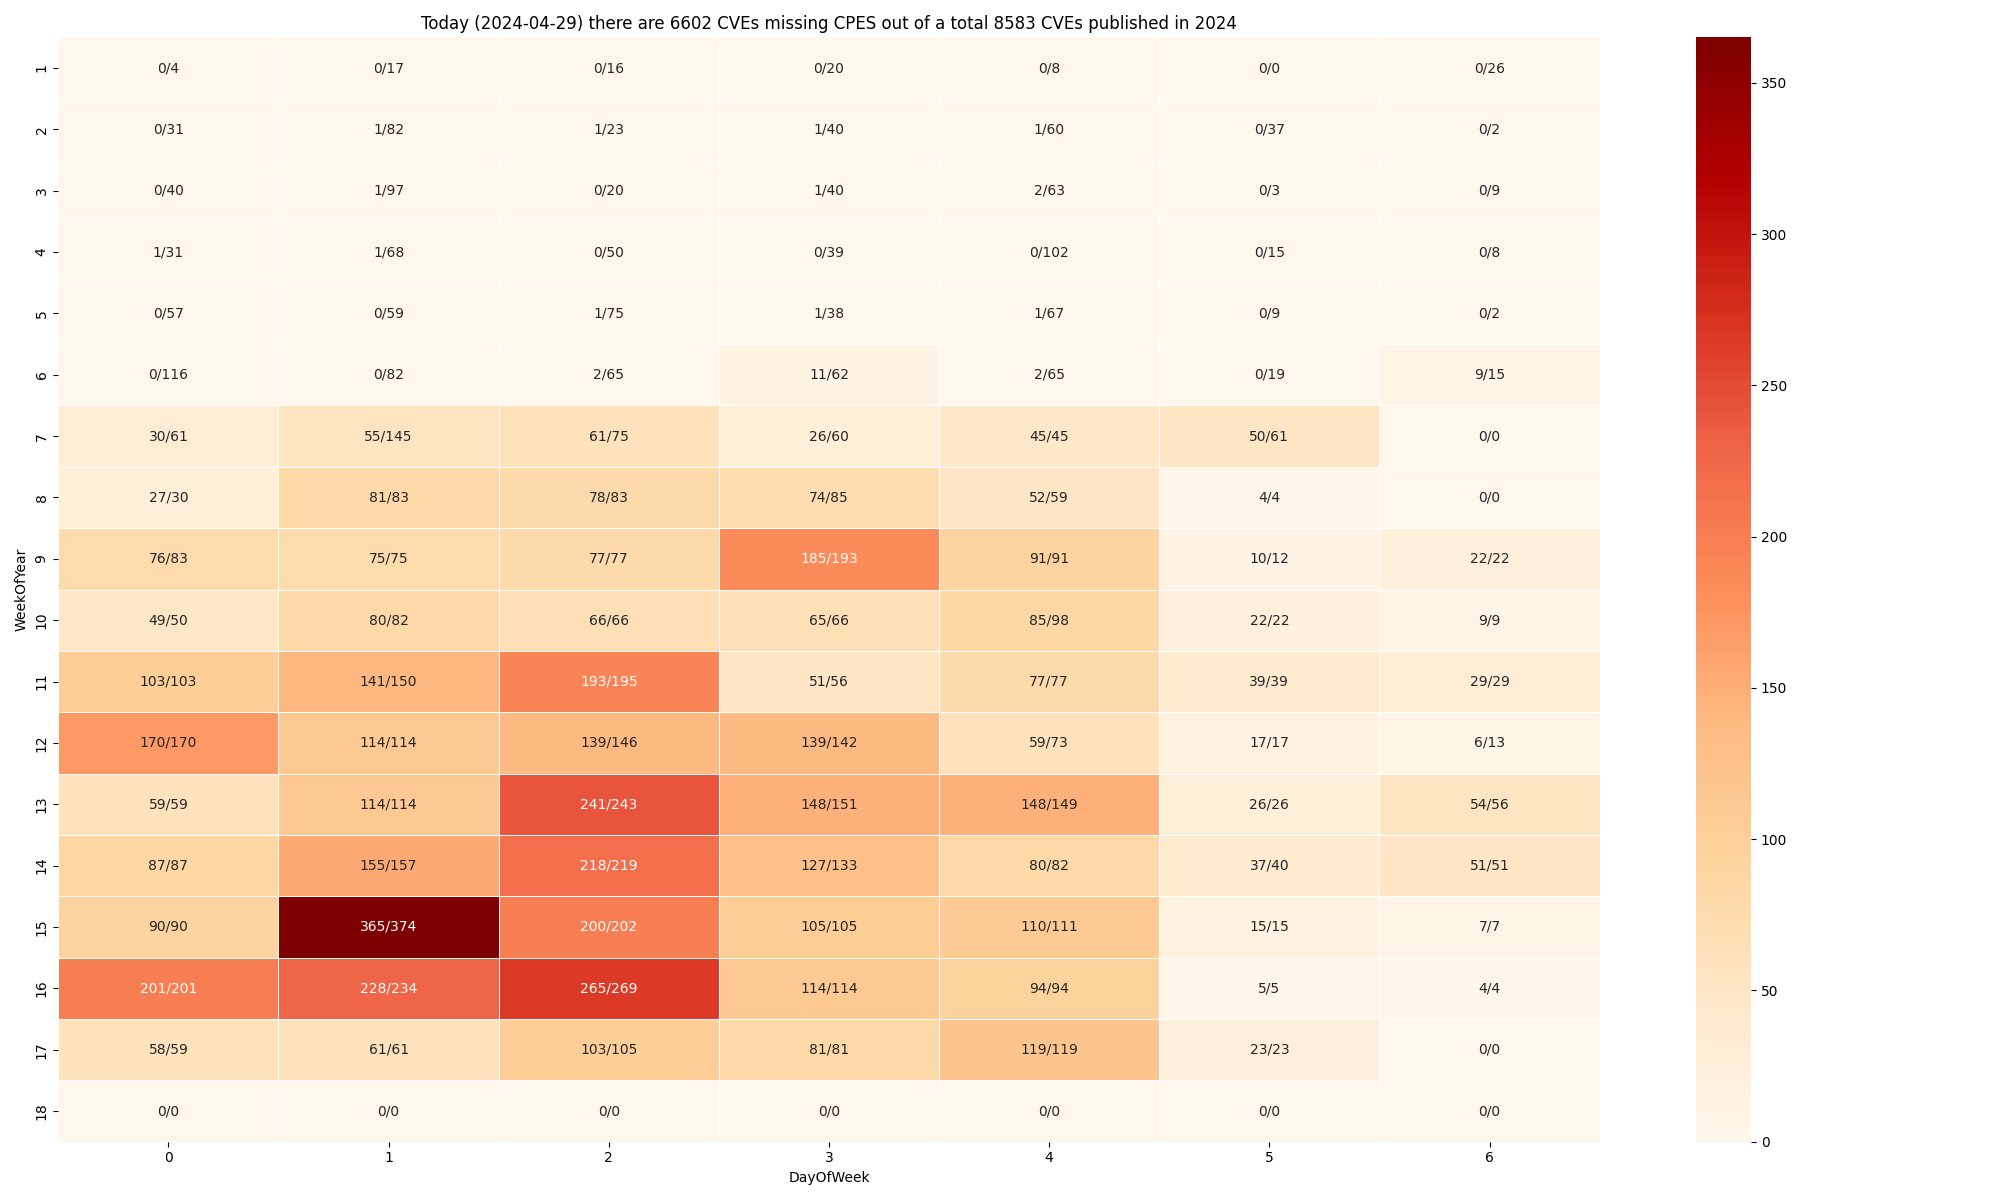 Today (2024-04-29) there are 6602 CVEs missing CPES out of a total 8583 CVEs published in 2024
WeekOfYear
1 0/4 0/17 0/16 0/20 0/8 0/0 0/26
2 0/31 1/82 1/23 1/40 1/60 0/37 0/2
3 0/40 1/97 0/20 1/40 2/63 0/3 0/9
4 1/31 1/68 0/50 0/39 0/102 0/15 0/8
5 0/57 0/59 1/75 1/38 1/67 0/9 0/2
6 0/116 0/82 2/65 11/62 2/65 0/19 9/15
7 30/61 55/145 61/75 26/60 45/45 50/61 0/0
8 27/30 81/83 78/83 74/85 52/59 4/4 0/0
9 76/83 75/75 77/77 185/193 91/91 10/12 22/22
10 49/50 80/82 66/66 65/66 85/98 22/22 9/9
11 103/103 141/150 193/195 51/56 77/77 39/39 29/29
12 170/170 114/114 139/146 139/142 59/73 17/17 6/13
13 59/59 114/114 241/243 148/151 148/149 26/26 54/56
14 87/87 155/157 218/219 127/133 80/82 37/40 51/51
15 90/90 365/374 200/202 105/105 110/111 15/15 7/7
16 201/201 228/234 265/269 114/114 94/94 5/5 4/4
17 58/59 61/61 103/105 81/81 119/119 23/23 0/0
18 0/0 0/0 0/0 0/0 0/0 0/0 0/0
0 1 2 3 4 5 6
DayOfWeek
350
300
250
200
150
100
50
0